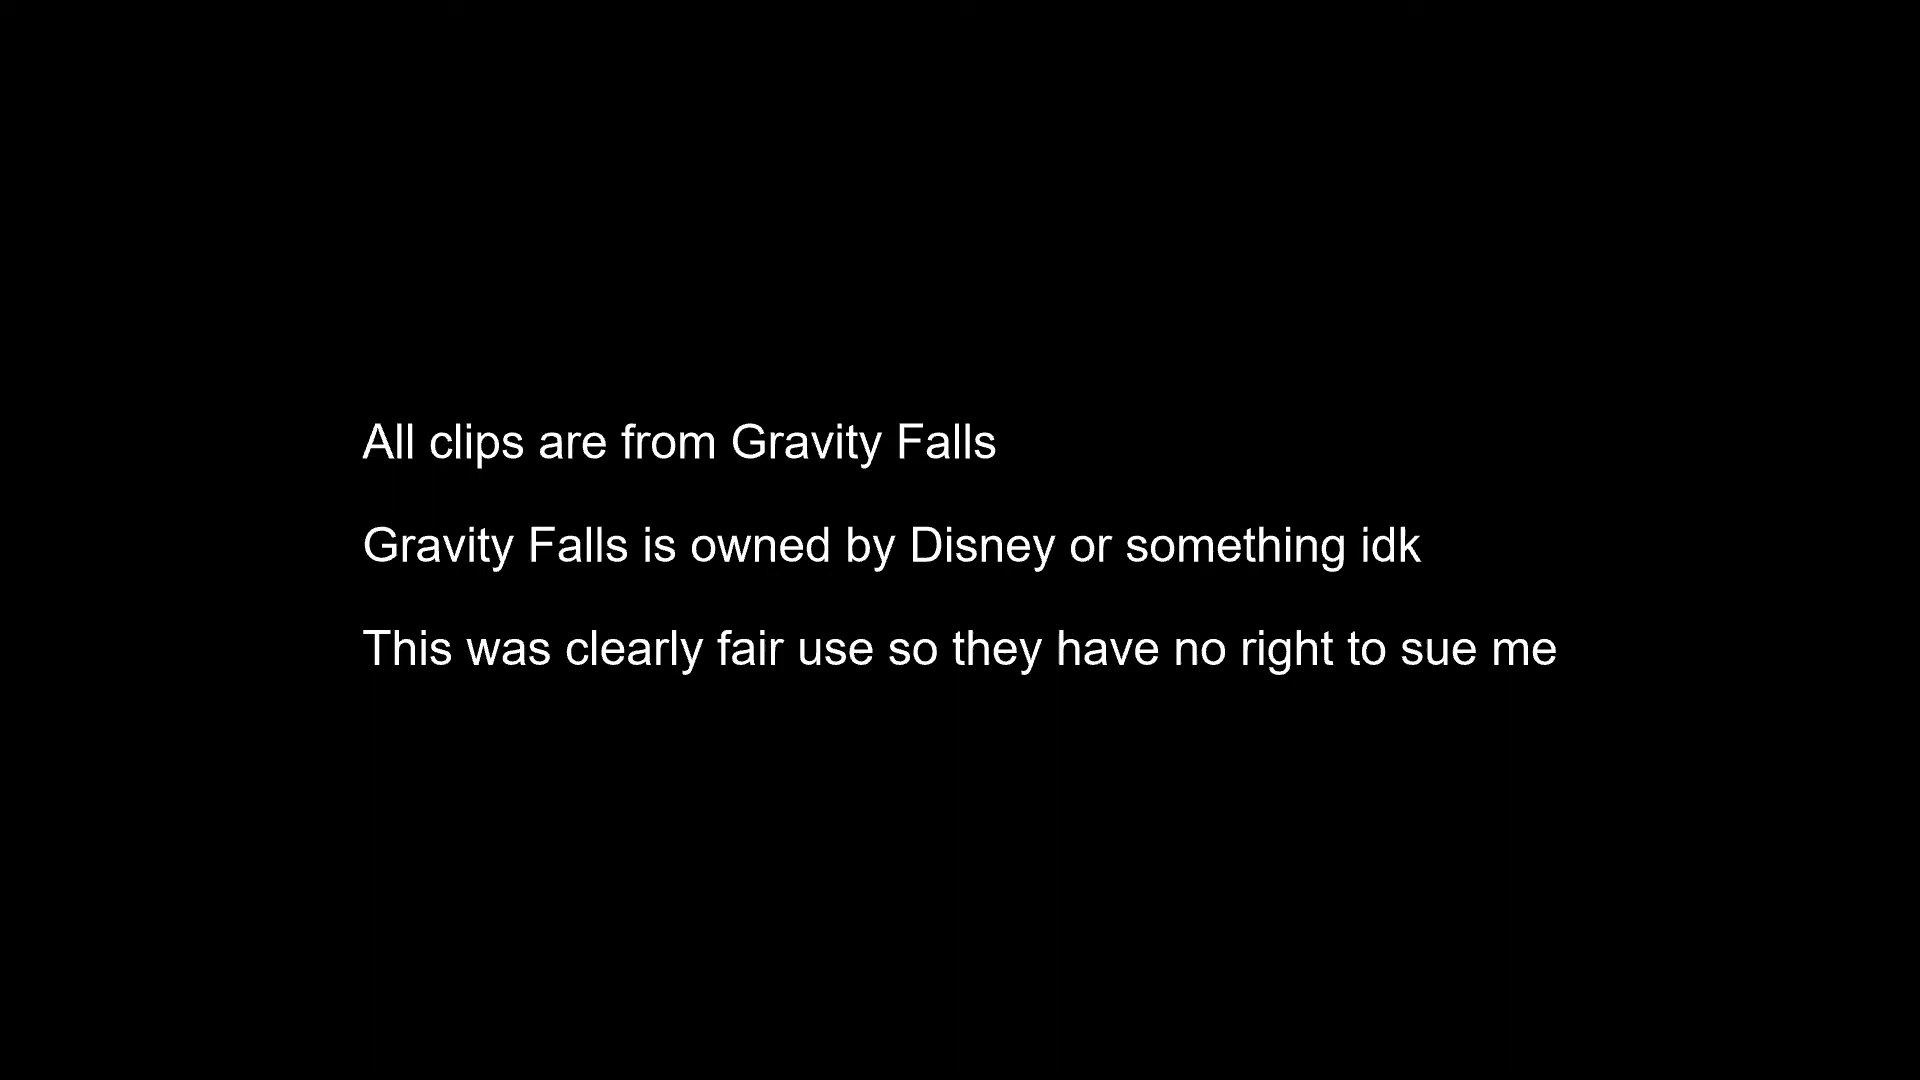 All clips are from Gravity Falls
Gravity Falls is owned by Disney or something idk
This was clearly fair use so they have no right to sue me